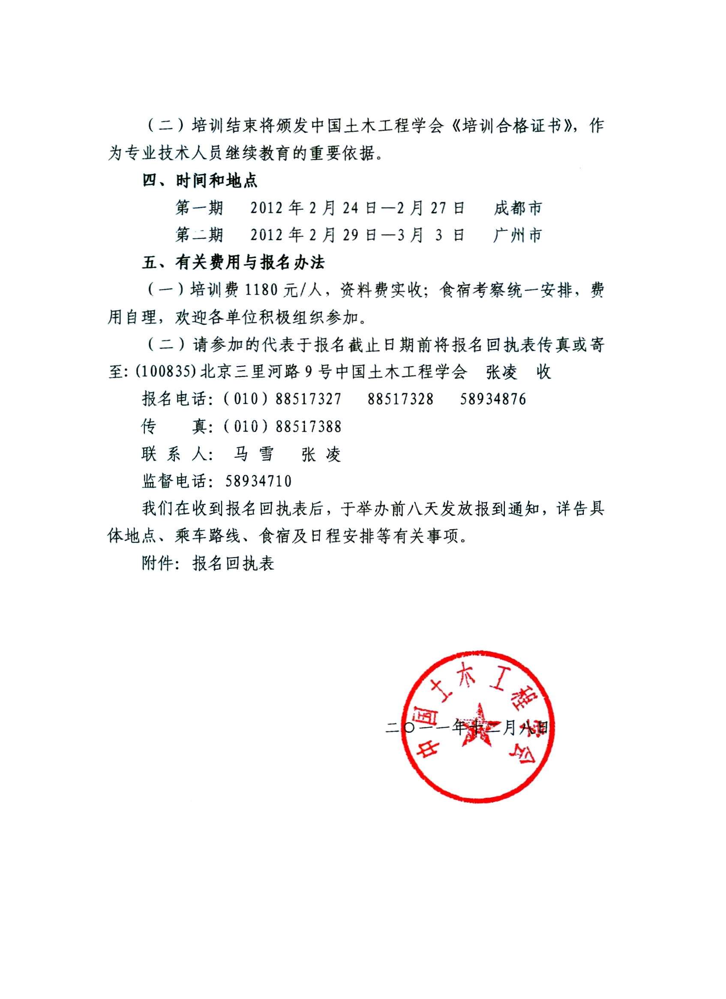 （二）培训结束将颁发中国土木工程学会《培训合格证书》，作
为专业技术人员继续教育的重要依据。
四、时间和地点
第一期 2012 年 2 月 24 日—2 月 27 日 成都市
第二期 2012 年 2 月 29 日—3 月 3 日 广州市
五、有关费用与报名办法
（一）培训费 1180 元/人，资料费实收；食宿考察统一安排，费
用自理，欢迎各单位积极组织参加。
（二）请参加的代表于报名截止日期前将报名回执表传真或寄
至：(100835)北京三里河路 9 号中国土木工程学会 张凌 收
报名电话：（010）88517327 88517328 58934876
传 真：（010）88517388
联 系 人： 马 雪 张 凌
监督电话：58934710
我们在收到报名回执表后，于举办前八天发放报到通知，详告具
体地点、乘车路线、食宿及日程安排等有关事项。
附件：报名回执表
中国土木工程学会
二〇一一年十二月八日